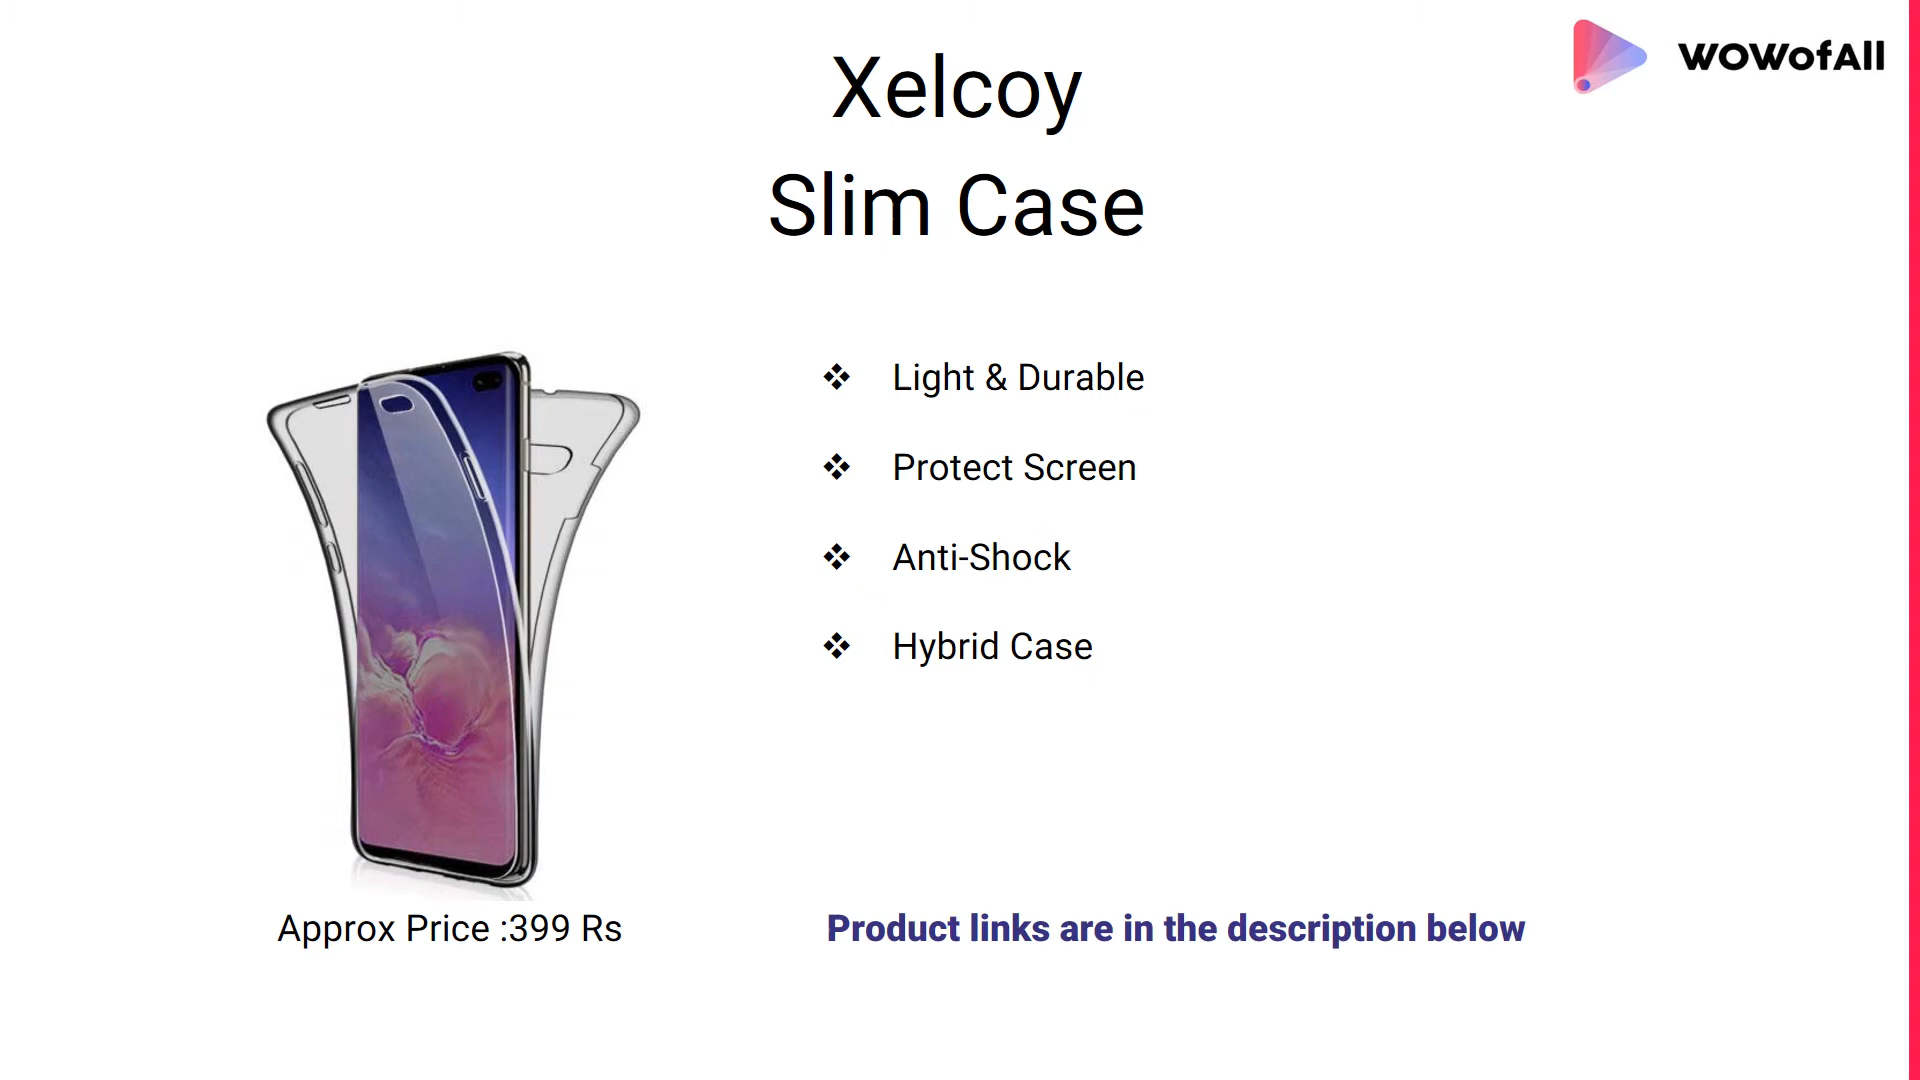 WOWofAll
Xelcoy
Slim Case
❖ Light & Durable
❖ Protect Screen
❖ Anti-Shock
❖ Hybrid Case
Approx Price :399 Rs
Product links are in the description below